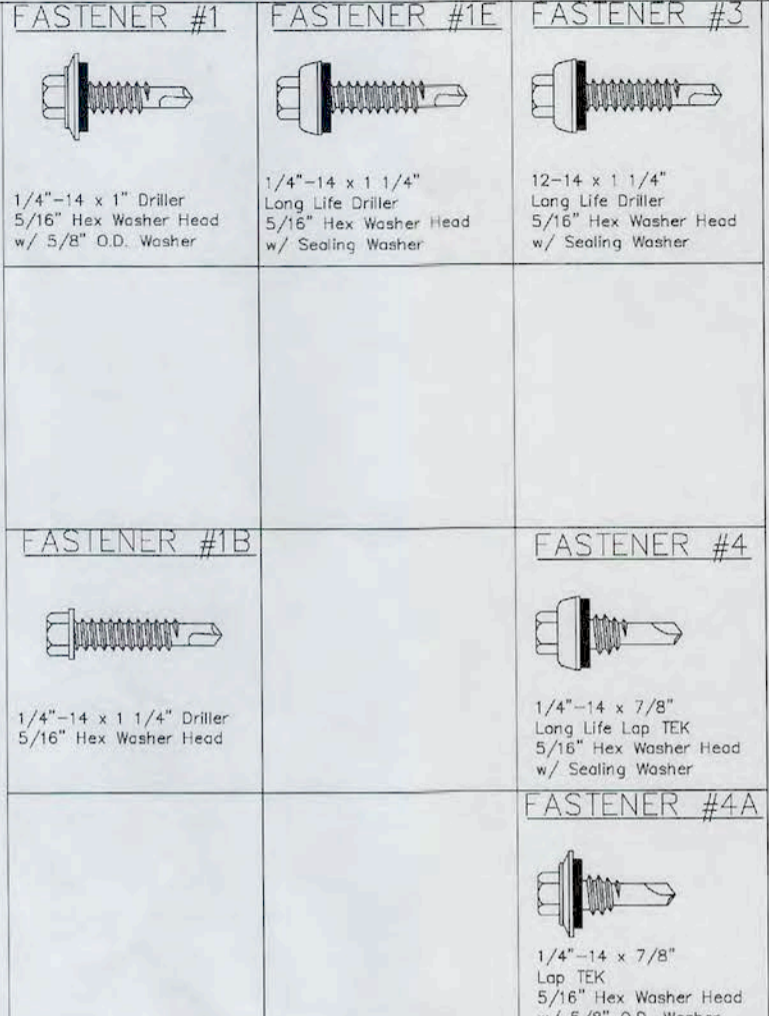 FASTENER #1
1/4"-14 x 1" Driller
5/16" Hex Washer Head
w/ 5/8" O.D. Washer
FASTENER #1E
1/4"-14 x 1 1/4"
Long Life Driller
5/16" Hex Washer Head
w/ Sealing Washer
FASTENER #3
12-14 x 1 1/4"
Long Life Driller
5/16" Hex Washer Head
w/ Sealing Washer
FASTENER #1B
1/4"-14 x 1 1/4" Driller
5/16" Hex Washer Head
FASTENER #4
1/4"-14 x 7/8"
Long Life Lap TEK
5/16" Hex Washer Head
w/ Sealing Washer
FASTENER #4A
1/4"-14 x 7/8"
Lap TEK
5/16" Hex Washer Head
w/ 5/8" O.D. Washer